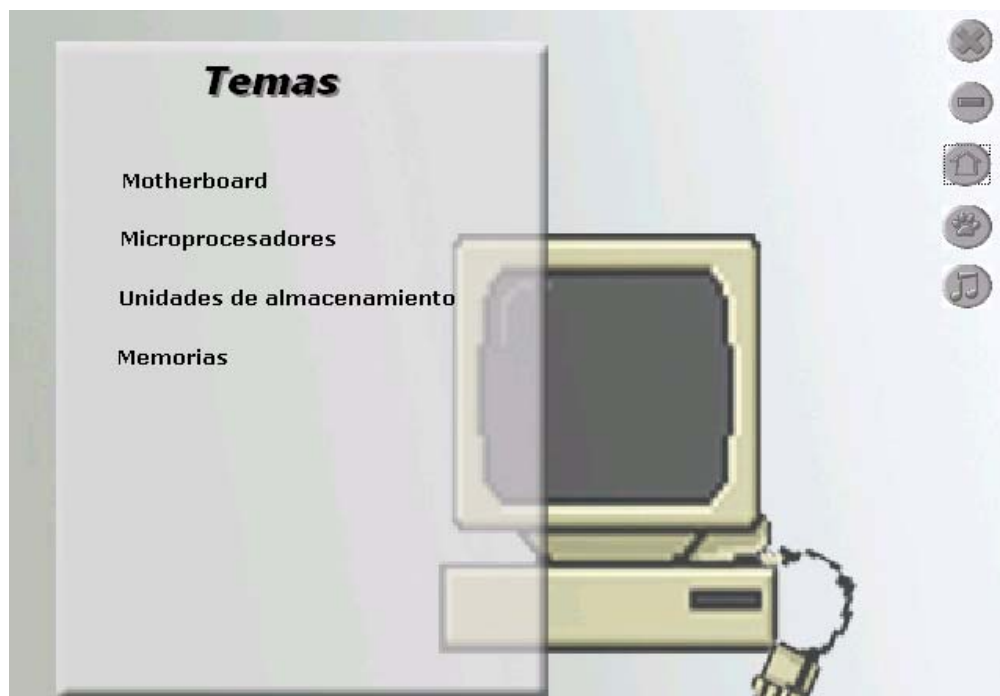 Temas
Motherboard
Microprocesadores
Unidades de almacenamiento
Memorias